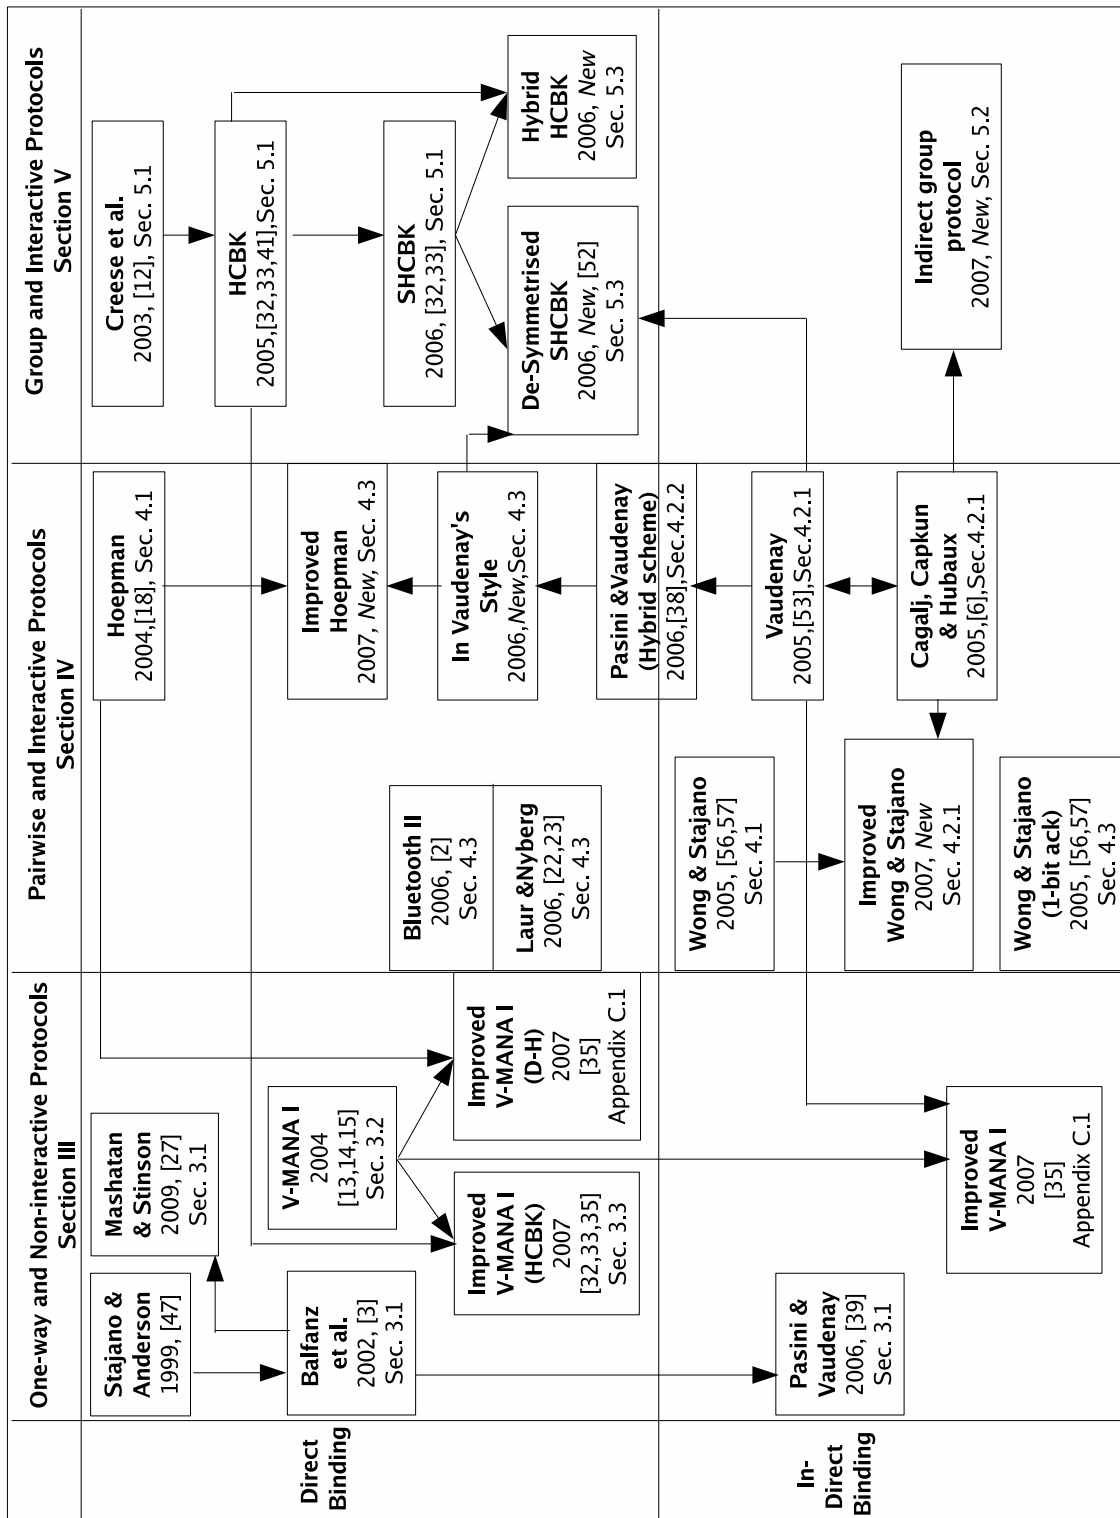 One-way and Non-interactive Protocols
Section III
Pairwise and Interactive Protocols
Section IV
Group and Interactive Protocols
Section V
Direct
Binding
Stajano &
Anderson
1999, [47]
Mashatan
& Stinson
2009, [27]
Sec. 3.1
Balfanz
et al.
2002, [3]
Sec. 3.1
V-MANA I
2004
[13,14,15]
Sec. 3.2
Improved
V-MANA I
(HCBK)
2007
[32,33,35]
Sec. 3.3
Improved
V-MANA I
(D-H)
2007
[35]
Appendix C.1
Hoepman
2004,[18], Sec. 4.1
Improved
Hoepman
2007, New, Sec. 4.3
Bluetooth II
2006, [2]
Sec. 4.3
Laur &Nyberg
2006, [22,23]
Sec. 4.3
In Vaudenay's
Style
2006,New,Sec. 4.3
Pasini &Vaudenay
(Hybrid scheme)
2006,[38],Sec.4.2.2
Creese et al.
2003, [12], Sec. 5.1
HCBK
2005,[32,33,41],Sec. 5.1
SHCBK
2006, [32,33], Sec. 5.1
De-Symmetrised
SHCBK
2006, New, [52]
Sec. 5.3
Hybrid
HCBK
2006, New
Sec. 5.3
In-
Direct
Binding
Pasini &
Vaudenay
2006, [39]
Sec. 3.1
Improved
V-MANA I
2007
[35]
Appendix C.1
Wong & Stajano
2005, [56,57]
Sec. 4.1
Improved
Wong & Stajano
2007, New
Sec. 4.2.1
Wong & Stajano
(1-bit ack)
2005, [56,57]
Sec. 4.3
Vaudenay
2005,[53],Sec.4.2.1
Cagalj, Capkun
& Hubaux
2005,[6],Sec.4.2.1
Indirect group
protocol
2007, New, Sec. 5.2